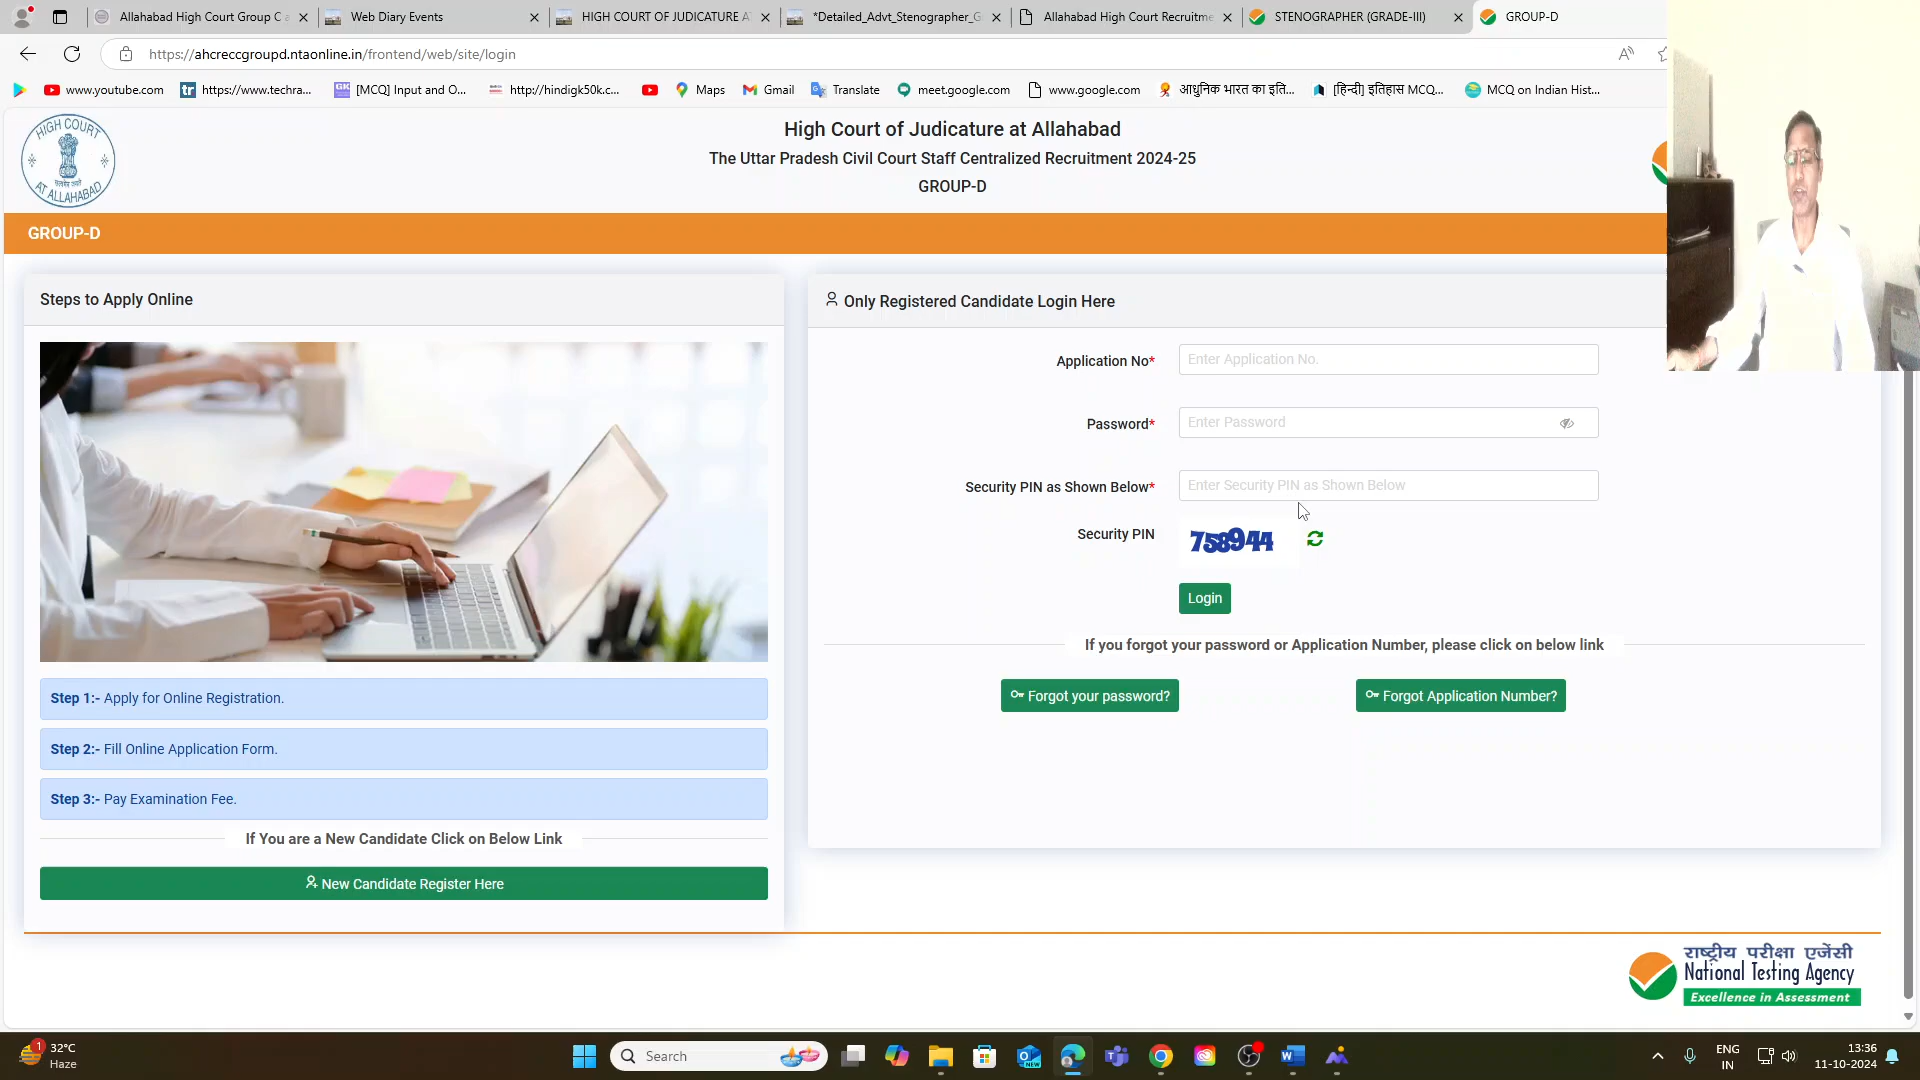 Allahabad High Court Group C a
Web Diary Events
HIGH COURT OF JUDICATURE AT
*Detailed_Advt_Stenographer_G
Allahabad High Court Recruitme
STENOGRAPHER (GRADE-III)
GROUP-D
https://ahcreccgroupd.ntaonline.in/frontend/web/site/login
www.youtube.com
tr
https://www.techra...
GK
[MCQ] Input and O...
http://hindigk50k.c...
Maps
Gmail
Translate
meet.google.com
www.google.com
आधुनिक भारत का इति...
[हिन्दी] इतिहास MCQ...
MCQ on Indian Hist...
HIGH COURT
AT ALLAHABAD
High Court of Judicature at Allahabad
The Uttar Pradesh Civil Court Staff Centralized Recruitment 2024-25
GROUP-D
GROUP-D
Steps to Apply Online
Step 1:- Apply for Online Registration.
Step 2:- Fill Online Application Form.
Step 3:- Pay Examination Fee.
If You are a New Candidate Click on Below Link
New Candidate Register Here
Only Registered Candidate Login Here
Application No*
Enter Application No.
Password*
Enter Password
Security PIN as Shown Below*
Enter Security PIN as Shown Below
Security PIN
758944
Login
If you forgot your password or Application Number, please click on below link
Forgot your password?
Forgot Application Number?
राष्ट्रीय परीक्षा एजेंसी
National Testing Agency
Excellence in Assessment
1
32°C
Haze
Search
NEW
ENG
IN
13:36
11-10-2024